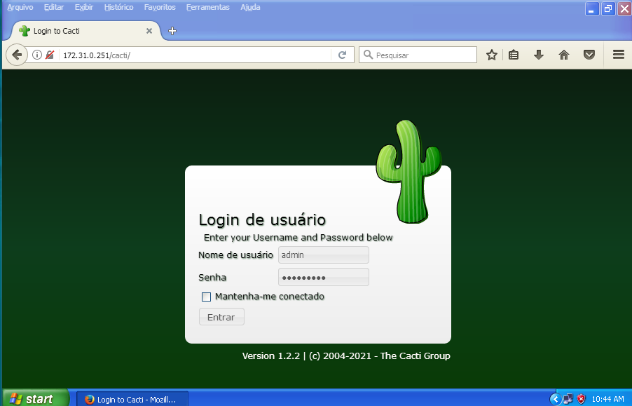 Arquivo Editar Exibir Histórico Favoritos Ferramentas Ajuda
Login to Cacti
172.31.0.251/cacti/
Pesquisar
Login de usuário
Enter your Username and Password below
Nome de usuário admin
Senha •••••••••
Mantenha-me conectado
Entrar
Version 1.2.2 | (c) 2004-2021 - The Cacti Group
start Login to Cacti - Mozill... 10:44 AM